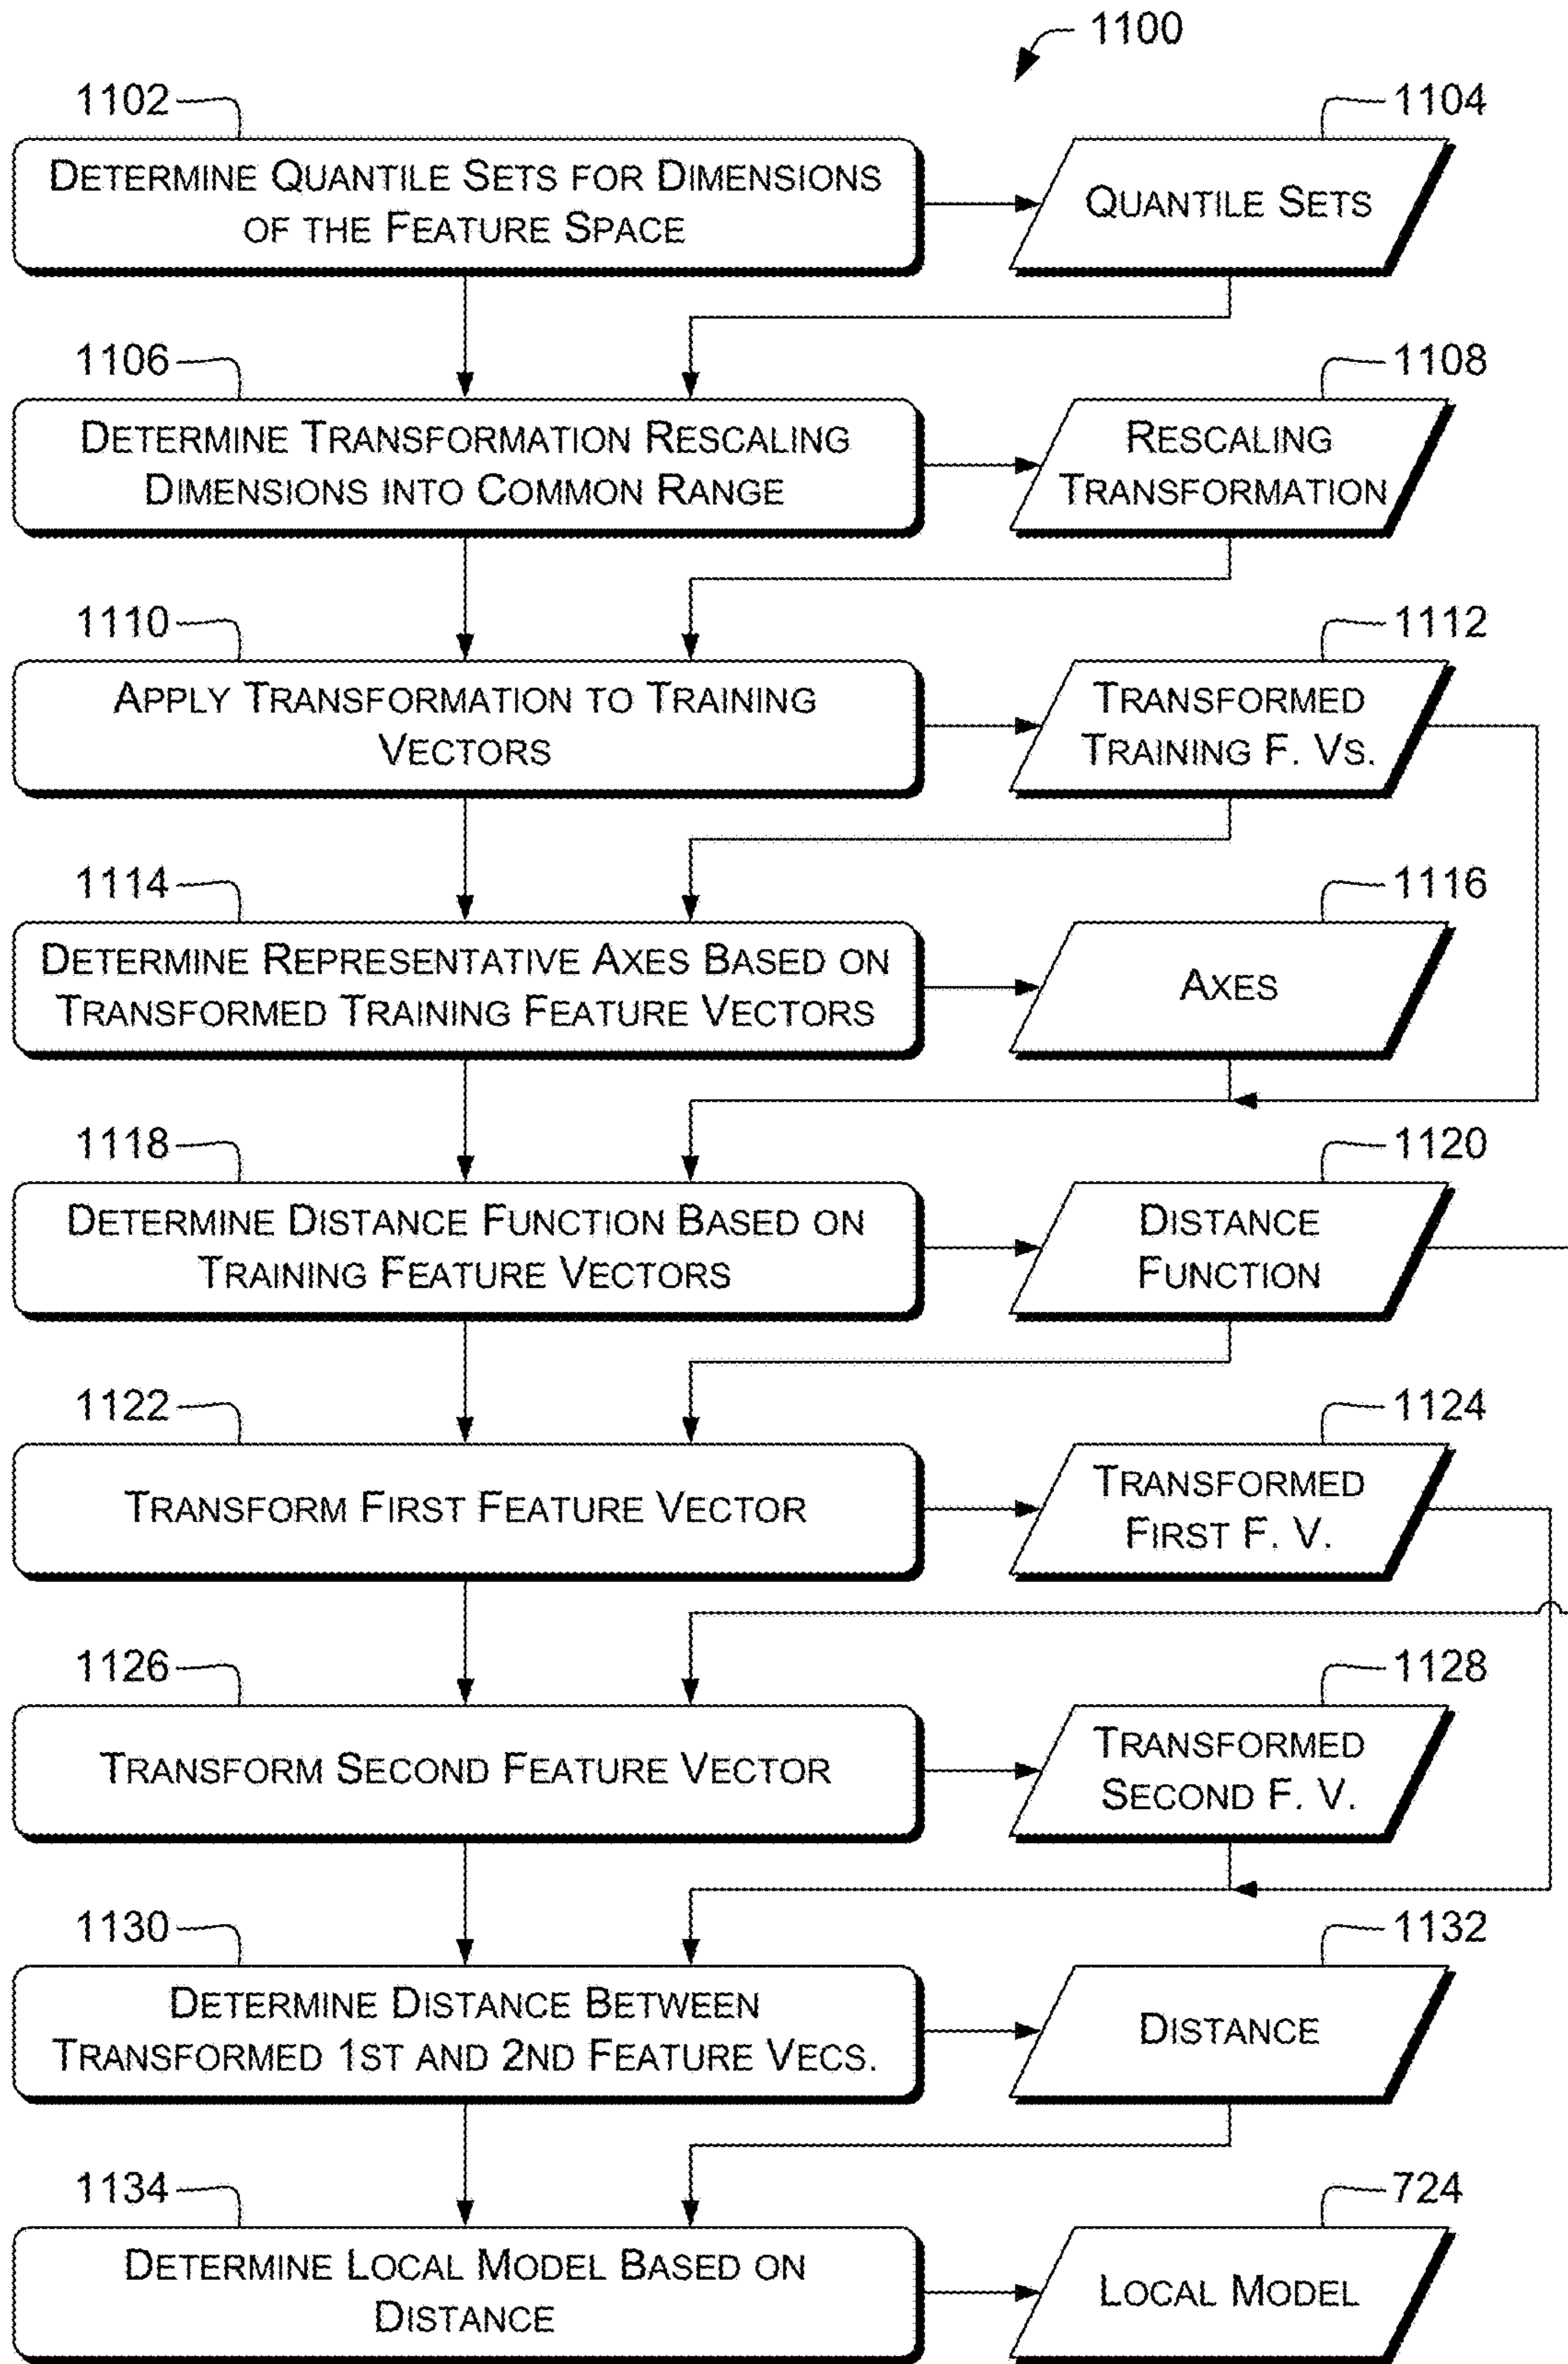 1100
1102
1104
DETERMINE QUANTILE SETS FOR DIMENSIONS
OF THE FEATURE SPACE
QUANTILE SETS
1106
1108
DETERMINE TRANSFORMATION RESCALING
DIMENSIONS INTO COMMON RANGE
RESCALING
TRANSFORMATION
1110
1112
APPLY TRANSFORMATION TO TRAINING
VECTORS
TRANSFORMED
TRAINING F. VS.
1114
1116
DETERMINE REPRESENTATIVE AXES BASED ON
TRANSFORMED TRAINING FEATURE VECTORS
AXES
1118
1120
DETERMINE DISTANCE FUNCTION BASED ON
TRAINING FEATURE VECTORS
DISTANCE
FUNCTION
1122
1124
TRANSFORM FIRST FEATURE VECTOR
TRANSFORMED
FIRST F. V.
1126
1128
TRANSFORM SECOND FEATURE VECTOR
TRANSFORMED
SECOND F. V.
1130
1132
DETERMINE DISTANCE BETWEEN
TRANSFORMED 1ST AND 2ND FEATURE VECS.
DISTANCE
1134
724
DETERMINE LOCAL MODEL BASED ON
DISTANCE
LOCAL MODEL